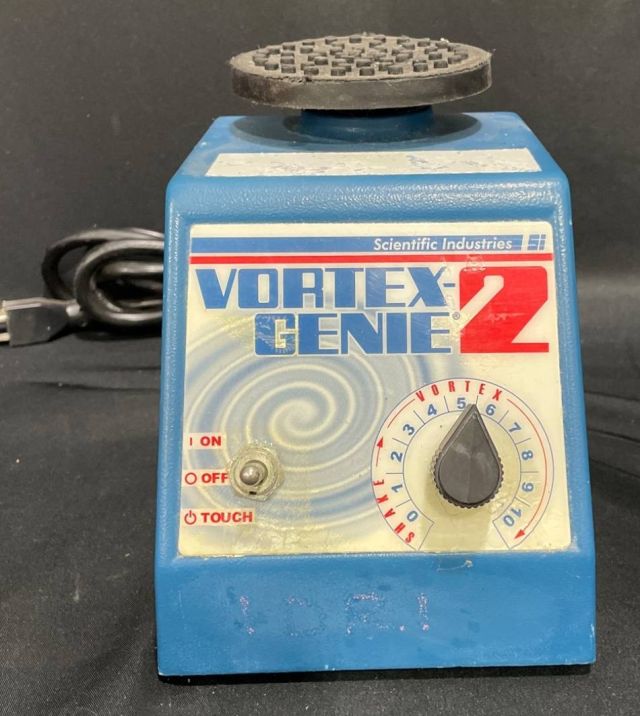 Scientific Industries SI
VORTEX-
GENIE® 2
VORTEX
SHAKE
0 1 2 3 4 5 6 7 8 9 10
I ON
O OFF
⏻ TOUCH